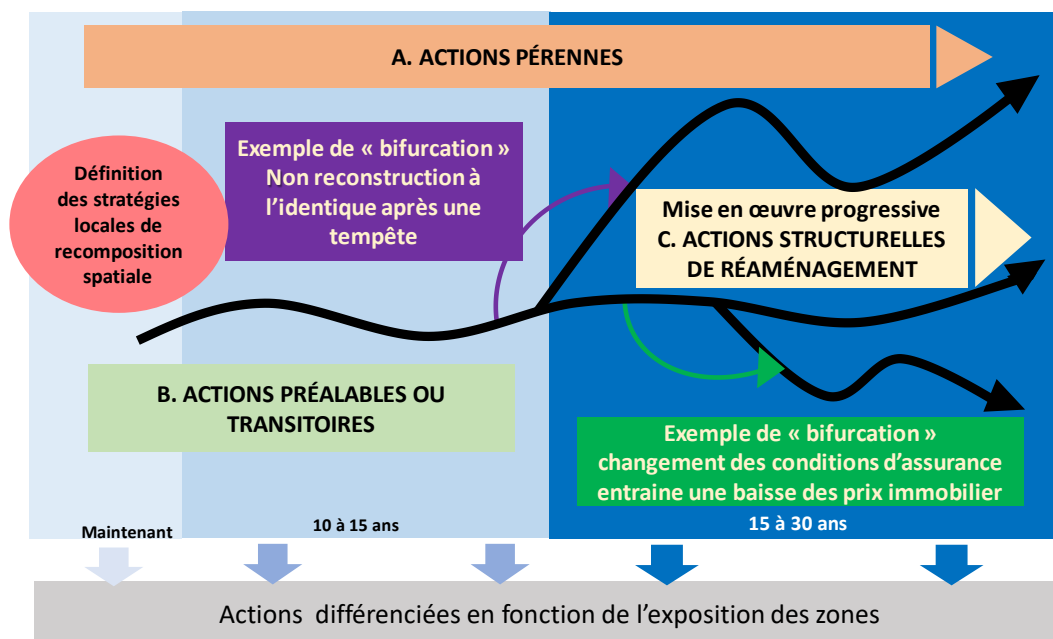 A. ACTIONS PÉRENNES
Exemple de « bifurcation »
Non reconstruction à
l’identique après une
tempête
Définition
des stratégies
locales de
recomposition
spatiale
Mise en œuvre progressive
C. ACTIONS STRUCTURELLES
DE RÉAMÉNAGEMENT
B. ACTIONS PRÉALABLES OU
TRANSITOIRES
Exemple de « bifurcation »
changement des conditions d’assurance
entraine une baisse des prix immobilier
Maintenant
10 à 15 ans
15 à 30 ans
Actions différenciées en fonction de l’exposition des zones